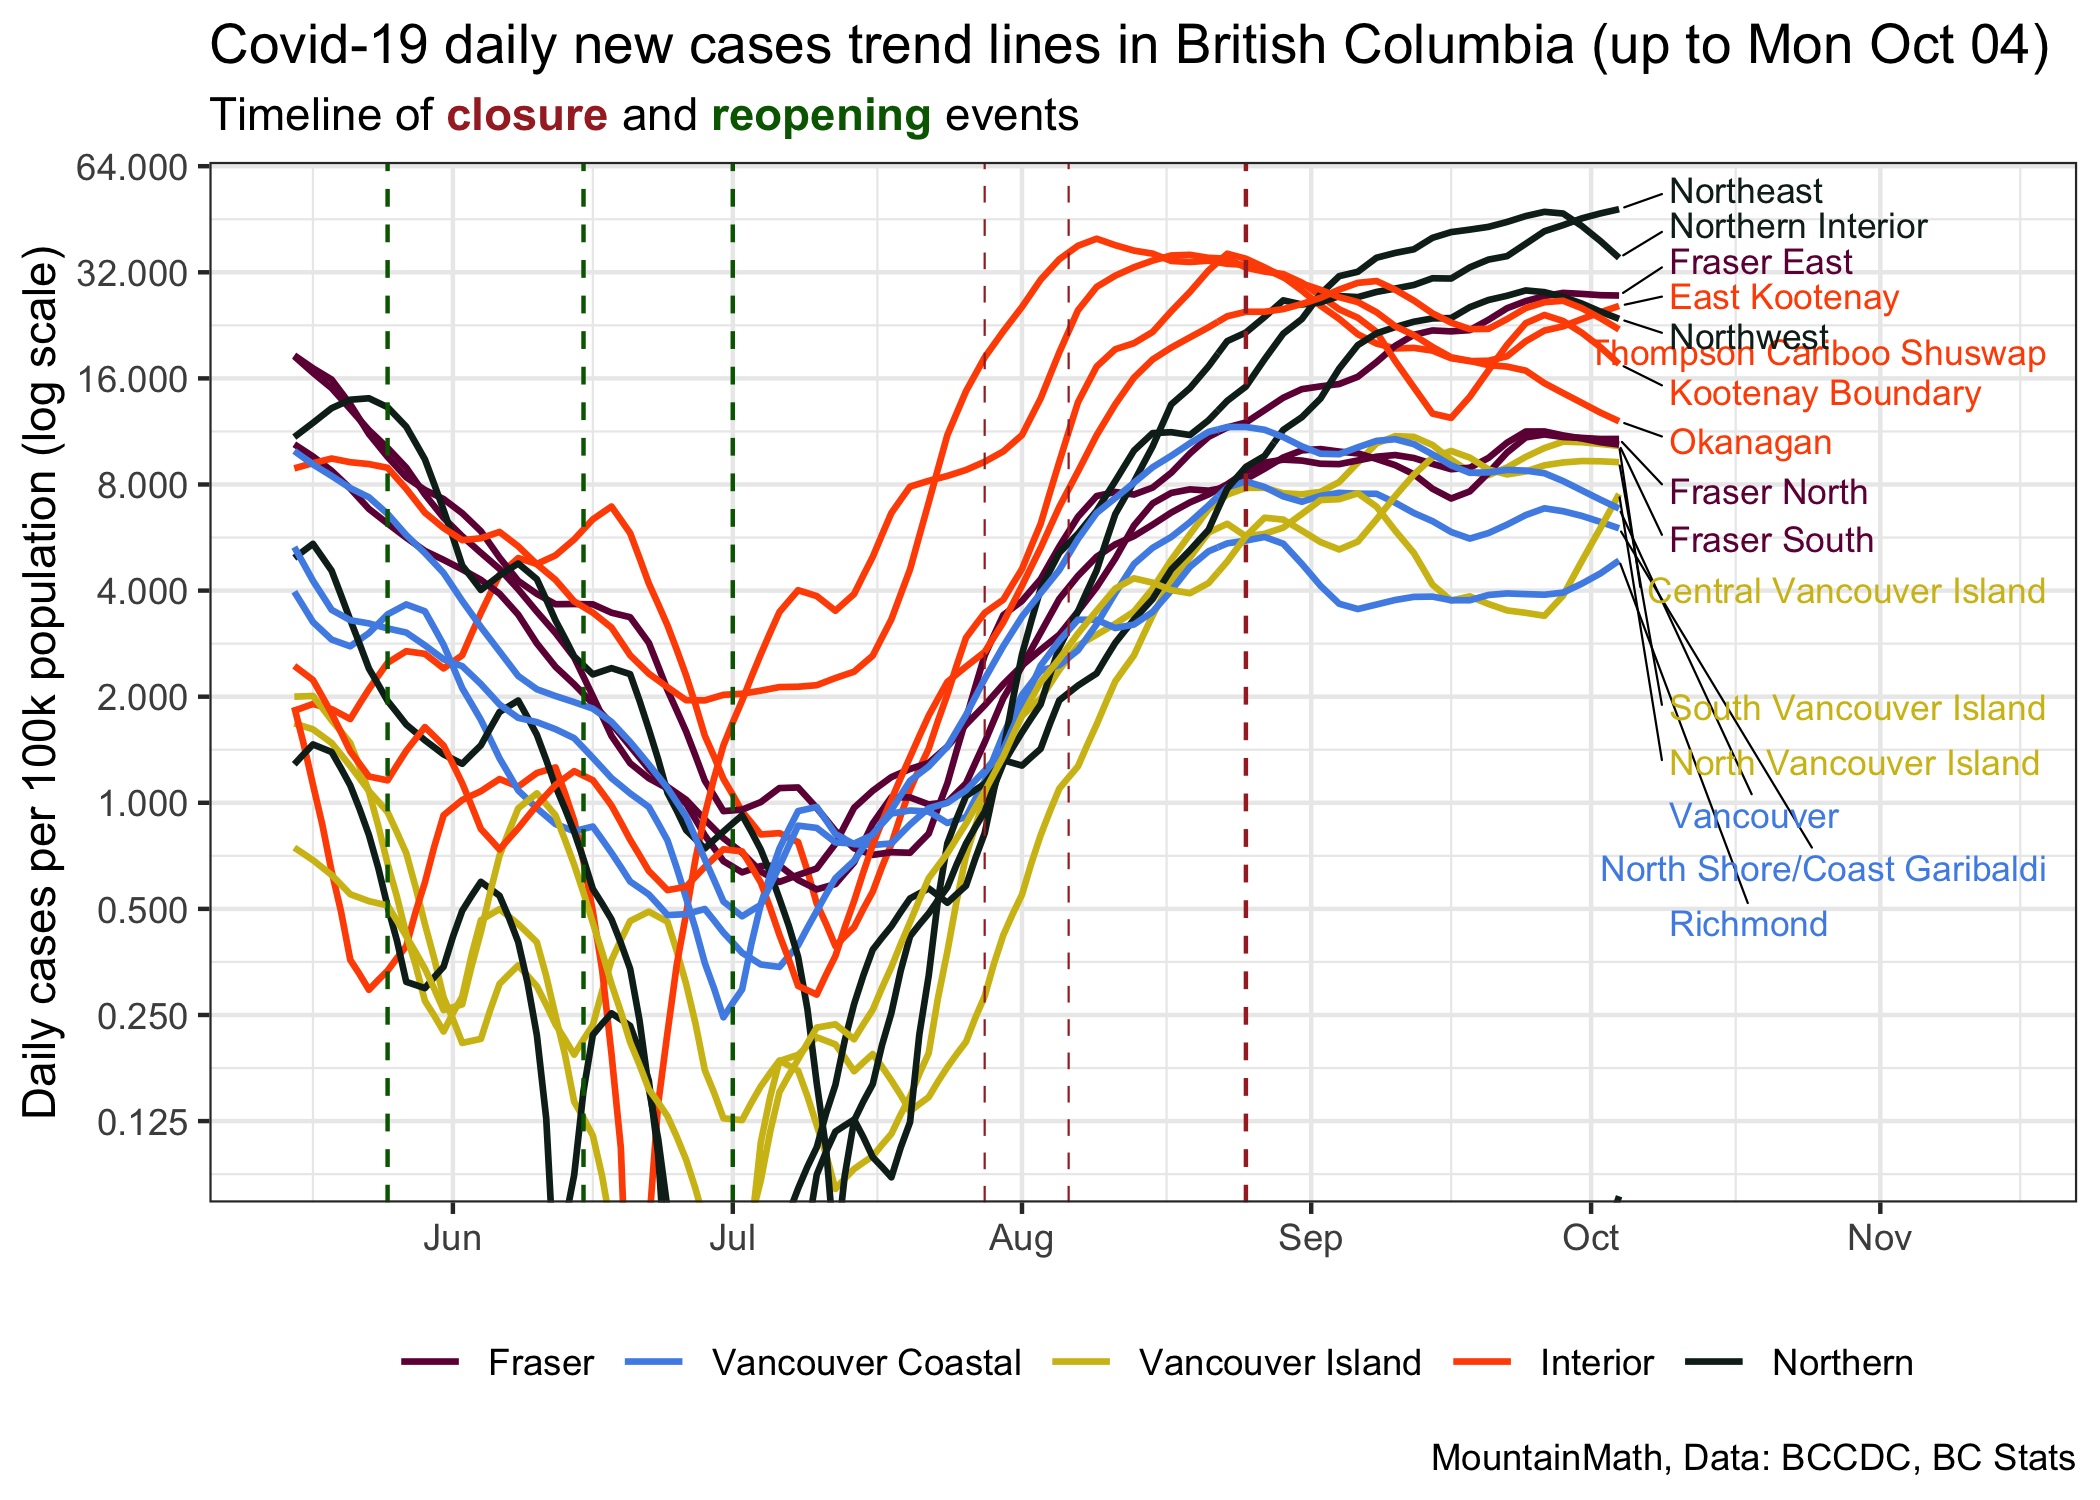 Covid-19 daily new cases trend lines in British Columbia (up to Mon Oct 04)
Timeline of closure and reopening events
Daily cases per 100k population (log scale)
64.000
32.000
16.000
8.000
4.000
2.000
1.000
0.500
0.250
0.125
Northeast
Northern Interior
Fraser East
East Kootenay
Northwest
Thompson Cariboo Shuswap
Kootenay Boundary
Okanagan
Fraser North
Fraser South
Central Vancouver Island
South Vancouver Island
North Vancouver Island
Vancouver
North Shore/Coast Garibaldi
Richmond
Jun Jul Aug Sep Oct Nov
Fraser Vancouver Coastal Vancouver Island Interior Northern
MountainMath, Data: BCCDC, BC Stats